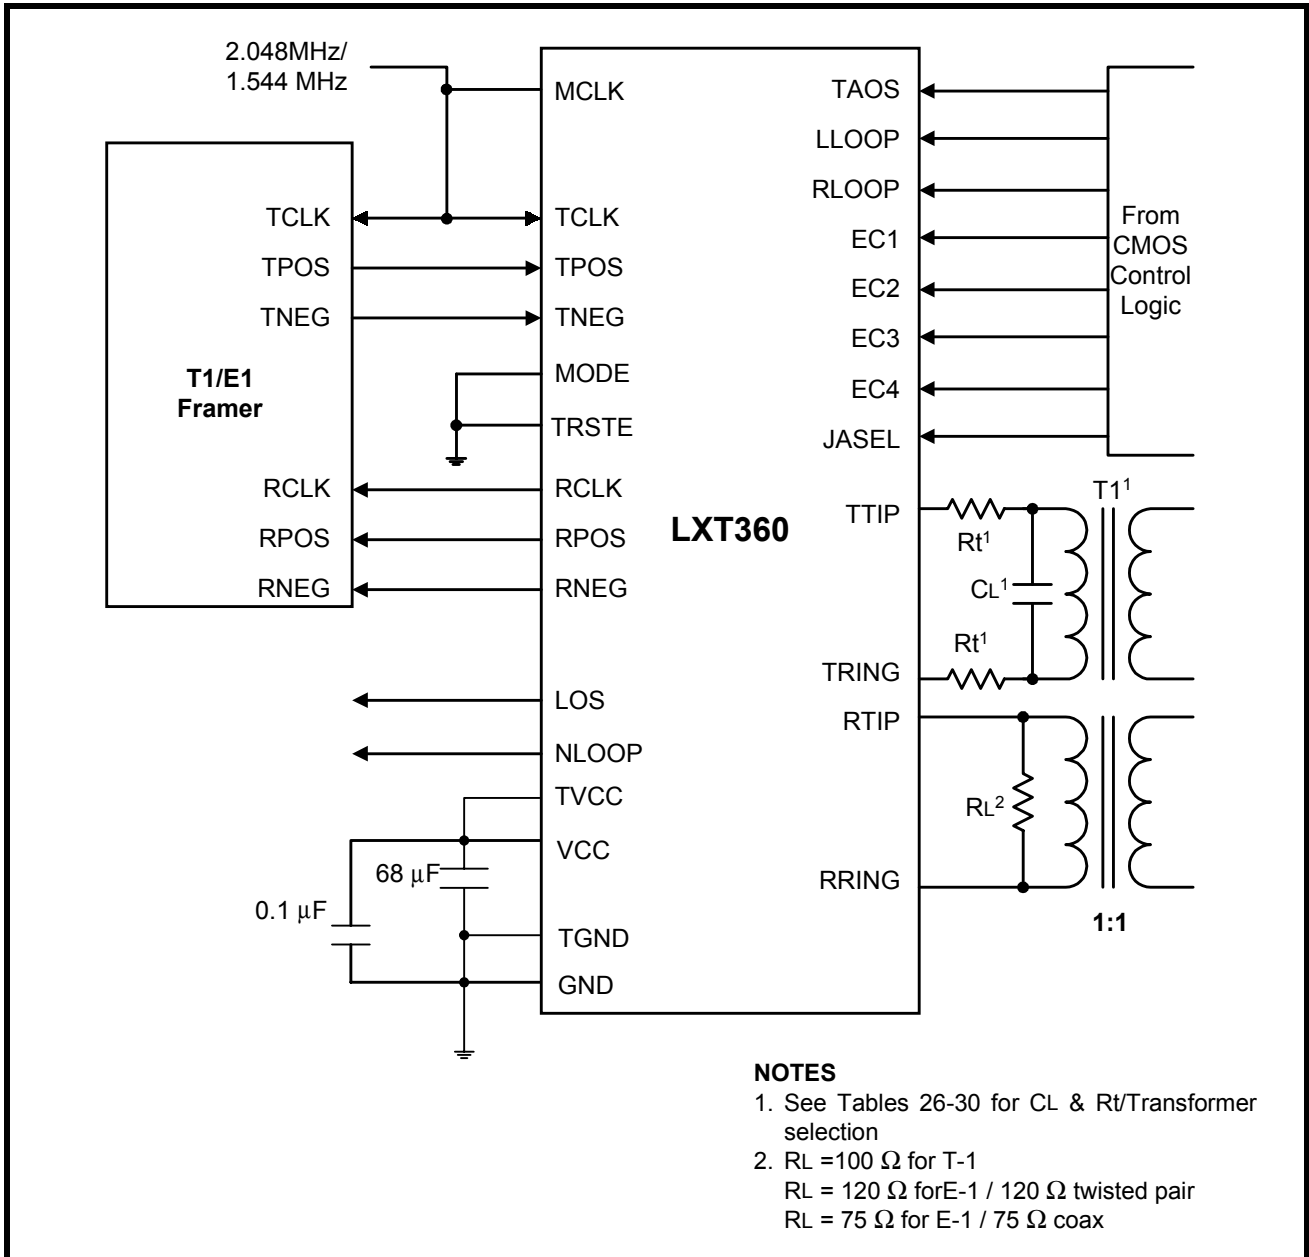 2.048MHz/
1.544 MHz
T1/E1
Framer
TCLK
TPOS
TNEG
RCLK
RPOS
RNEG
LXT360
MCLK
TCLK
TPOS
TNEG
MODE
TRSTE
RCLK
RPOS
RNEG
LOS
NLOOP
TVCC
VCC
TGND
GND
68 μF
0.1 μF
TAOS
LLOOP
RLOOP
EC1
EC2
EC3
EC4
JASEL
TTIP
TRING
RTIP
RRING
From
CMOS
Control
Logic
Rt¹
CL¹
Rt¹
T1¹
RL²
1:1
NOTES
1. See Tables 26-30 for CL & Rt/Transformer
selection
2. RL =100 Ω for T-1
RL = 120 Ω forE-1 / 120 Ω twisted pair
RL = 75 Ω for E-1 / 75 Ω coax